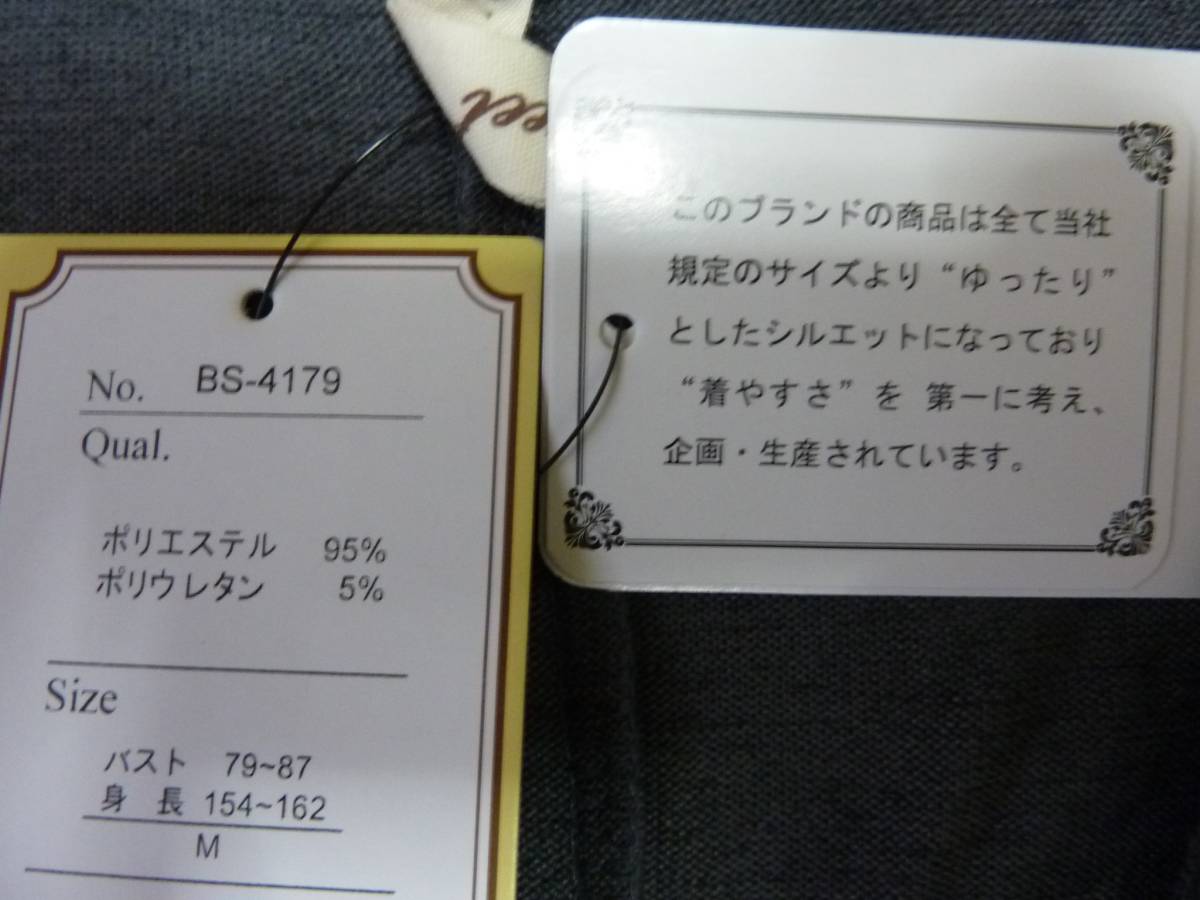 No. BS-4179
Qual.
ポリエステル 95%
ポリウレタン 5%
Size
バスト 79~87
身 長 154~162
M
このブランドの商品は全て当社
規定のサイズより“ゆったり”
としたシルエットになっており
“着やすさ”を 第一に考え、
企画・生産されています。